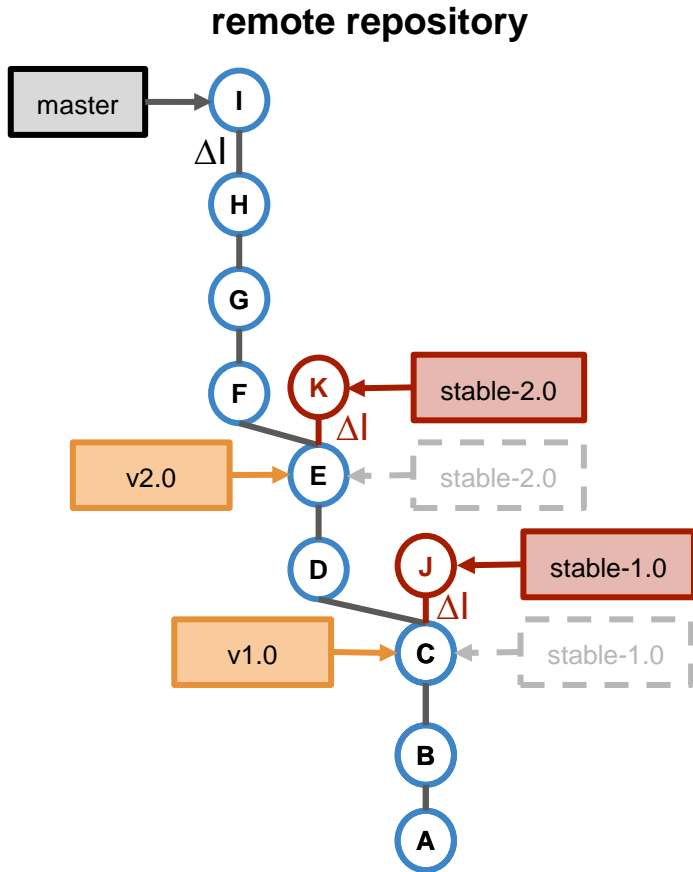 remote repository
master
I
ΔI
H
G
F
K
stable-2.0
ΔI
v2.0
E
stable-2.0
D
J
stable-1.0
ΔI
v1.0
C
stable-1.0
B
A